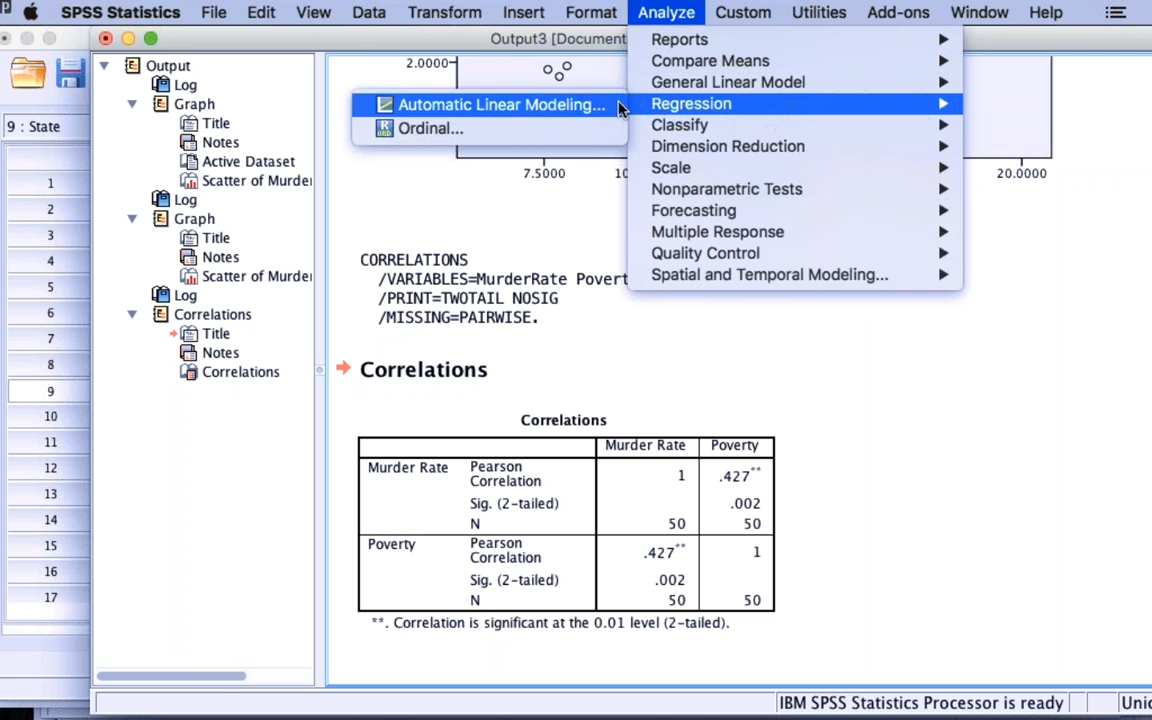 SPSS Statistics File Edit View Data Transform Insert Format Analyze Custom Utilities Add-ons Window Help
Output3 [Document
9 : State
1
2
3
4
5
6
7
8
9
10
11
12
13
14
15
16
17
Output
Log
Graph
Title
Notes
Active Dataset
Scatter of Murder
Log
Graph
Title
Notes
Scatter of Murder
Log
Correlations
Title
Notes
Correlations
Reports
Compare Means
General Linear Model
Regression
Classify
Dimension Reduction
Scale
Nonparametric Tests
Forecasting
Multiple Response
Quality Control
Spatial and Temporal Modeling...
Automatic Linear Modeling...
Ordinal...
2.0000
7.5000 10 20.0000
CORRELATIONS
/VARIABLES=MurderRate Povert
/PRINT=TWOTAIL NOSIG
/MISSING=PAIRWISE.
Correlations
Correlations
Murder Rate Poverty
Murder Rate Pearson Correlation 1 .427**
Sig. (2-tailed) .002
N 50 50
Poverty Pearson Correlation .427** 1
Sig. (2-tailed) .002
N 50 50
**. Correlation is significant at the 0.01 level (2-tailed).
IBM SPSS Statistics Processor is ready Unic